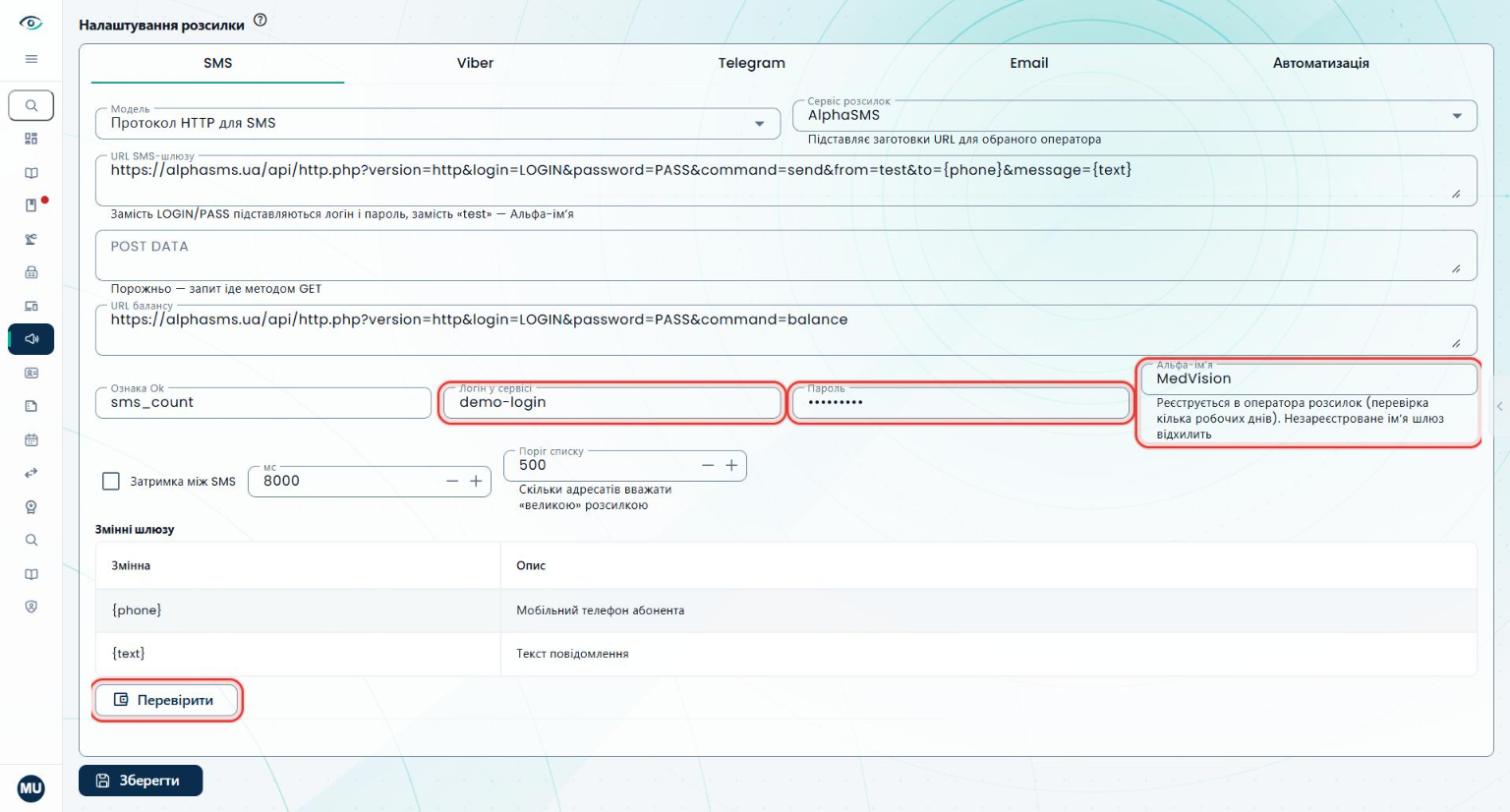 Налаштування розсилки
SMS
Viber
Telegram
Email
Автоматизація
Модель
Протокол HTTP для SMS
Сервіс розсилок
AlphaSMS
Підставляє заготовки URL для обраного оператора
URL SMS-шлюзу
https://alphasms.ua/api/http.php?version=http&login=LOGIN&password=PASS&command=send&from=test&to={phone}&message={text}
Замість LOGIN/PASS підставляються логін і пароль, замість «test» — Альфа-ім'я
POST DATA
Порожньо — запит іде методом GET
URL балансу
https://alphasms.ua/api/http.php?version=http&login=LOGIN&password=PASS&command=balance
Ознака Ok
sms_count
Логін у сервісі
demo-login
Пароль
•••••••••
Альфа-ім'я
MedVision
Реєструється в оператора розсилок (перевірка
кілька робочих днів). Незареєстроване ім'я шлюз
відхилить
Затримка між SMS
мс
8000
Поріг списку
500
Скільки адресатів вважати
«великою» розсилкою
Змінні шлюзу
Змінна
Опис
{phone}
Мобільний телефон абонента
{text}
Текст повідомлення
Перевірити
Зберегти
MU